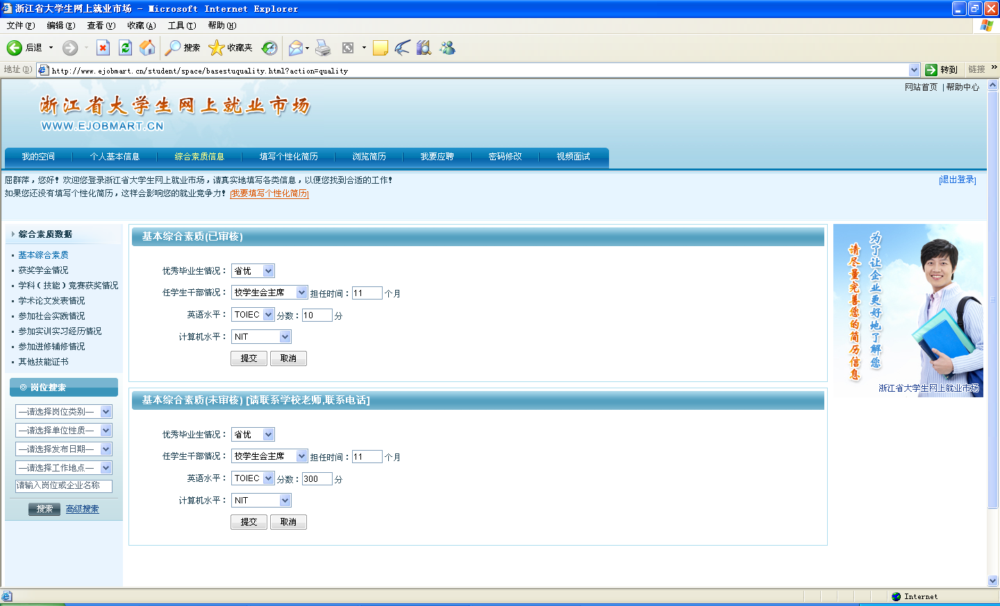 浙江省大学生网上就业市场 - Microsoft Internet Explorer
文件(F) 编辑(E) 查看(V) 收藏(A) 工具(T) 帮助(H)
后退 搜索 收藏夹
地址(D) http://www.ejobmart.cn/student/space/basestuquality.html?action=quality 转到 链接 »
网站首页 | 帮助中心
浙江省大学生网上就业市场
WWW.EJOBMART.CN
我的空间 个人基本信息 综合素质信息 填写个性化简历 浏览简历 我要应聘 密码修改 视频面试
屈群萍，您好！欢迎您登录浙江省大学生网上就业市场，请真实地填写各类信息，以便您找到合适的工作！ [退出登录]
如果您还没有填写个性化简历，这样会影响您的就业竞争力！ [我要填写个性化简历]
综合素质数据
基本综合素质
获奖学金情况
学科（技能）竞赛获奖情况
学术论文发表情况
参加社会实践情况
参加实训实习经历情况
参加进修辅修情况
其他技能证书
岗位搜索
—请选择岗位类别—
—请选择单位性质—
—请选择发布日期—
—请选择工作地点—
请输入岗位或企业名称
搜索 高级搜索
基本综合素质(已审核)
优秀毕业生情况： 省优
任学生干部情况： 校学生会主席 担任时间：11 个月
英语水平： TOIEC 分数：10 分
计算机水平： NIT
提交 取消
基本综合素质(未审核) [请联系学校老师,联系电话]
优秀毕业生情况： 省优
任学生干部情况： 校学生会主席 担任时间：11 个月
英语水平： TOIEC 分数：300 分
计算机水平： NIT
提交 取消
为了让企业更好地了解您
请尽量完善您的简历信息
浙江省大学生网上就业市场
Internet